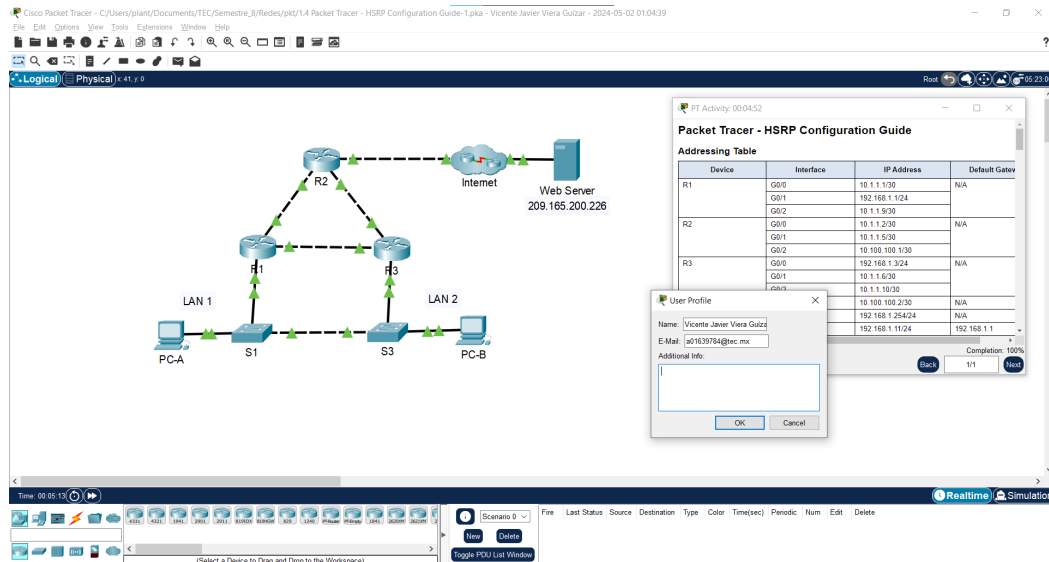 Cisco Packet Tracer - C:/Users/plant/Documents/TEC/Semestre_8/Redes/pkt/1.4 Packet Tracer - HSRP Configuration Guide-1.pka - Vicente Javier Viera Guízar - 2024-05-02 01:04:39
File Edit Options View Tools Extensions Window Help
?
Logical Physical x: 41, y: 0
Root 05:23:0
PT Activity: 00:04:52
Packet Tracer - HSRP Configuration Guide
Addressing Table
Device Interface IP Address Default Gatew
R1 G0/0 10.1.1.1/30 N/A
G0/1 192.168.1.1/24
G0/2 10.1.1.9/30
R2 G0/0 10.1.1.2/30 N/A
G0/1 10.1.1.5/30
G0/2 10.100.100.1/30
R3 G0/0 192.168.1.3/24 N/A
G0/1 10.1.1.6/30
G0/2 10.1.1.10/30
10.100.100.2/30 N/A
192.168.1.254/24 N/A
192.168.1.11/24 192.168.1.1
Completion: 100%
Back 1/1 Next
R2
Internet
Web Server
209.165.200.226
R1
R3
LAN 1
LAN 2
PC-A
S1
S3
PC-B
User Profile
Name: Vicente Javier Viera Guíza
E-Mail: a01639784@tec.mx
Additional Info:
OK Cancel
Time: 00:05:13
Realtime Simulation
4331 4321 1941 2901 2911 819IOX 819HGW 829 1240 PT-Router PT-Empty 1841 2620XM 2621XM 2
(Select a Device to Drag and Drop to the Workspace)
Scenario 0
New Delete
Toggle PDU List Window
Fire Last Status Source Destination Type Color Time(sec) Periodic Num Edit Delete